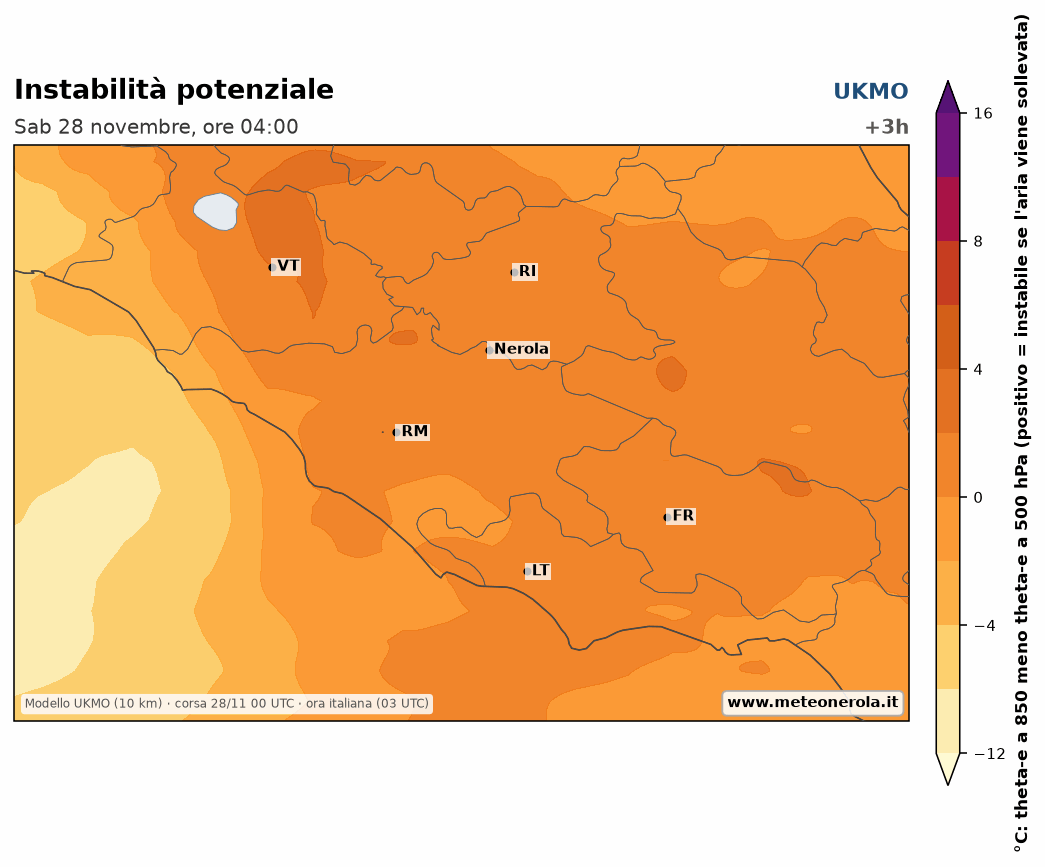 Instabilità potenziale
UKMO
Sab 28 novembre, ore 04:00
+3h
VT
RI
Nerola
RM
FR
LT
Modello UKMO (10 km) · corsa 28/11 00 UTC · ora italiana (03 UTC)
www.meteonerola.it
16
8
4
0
−4
−12
°C: theta-e a 850 meno theta-e a 500 hPa (positivo = instabile se l'aria viene sollevata)